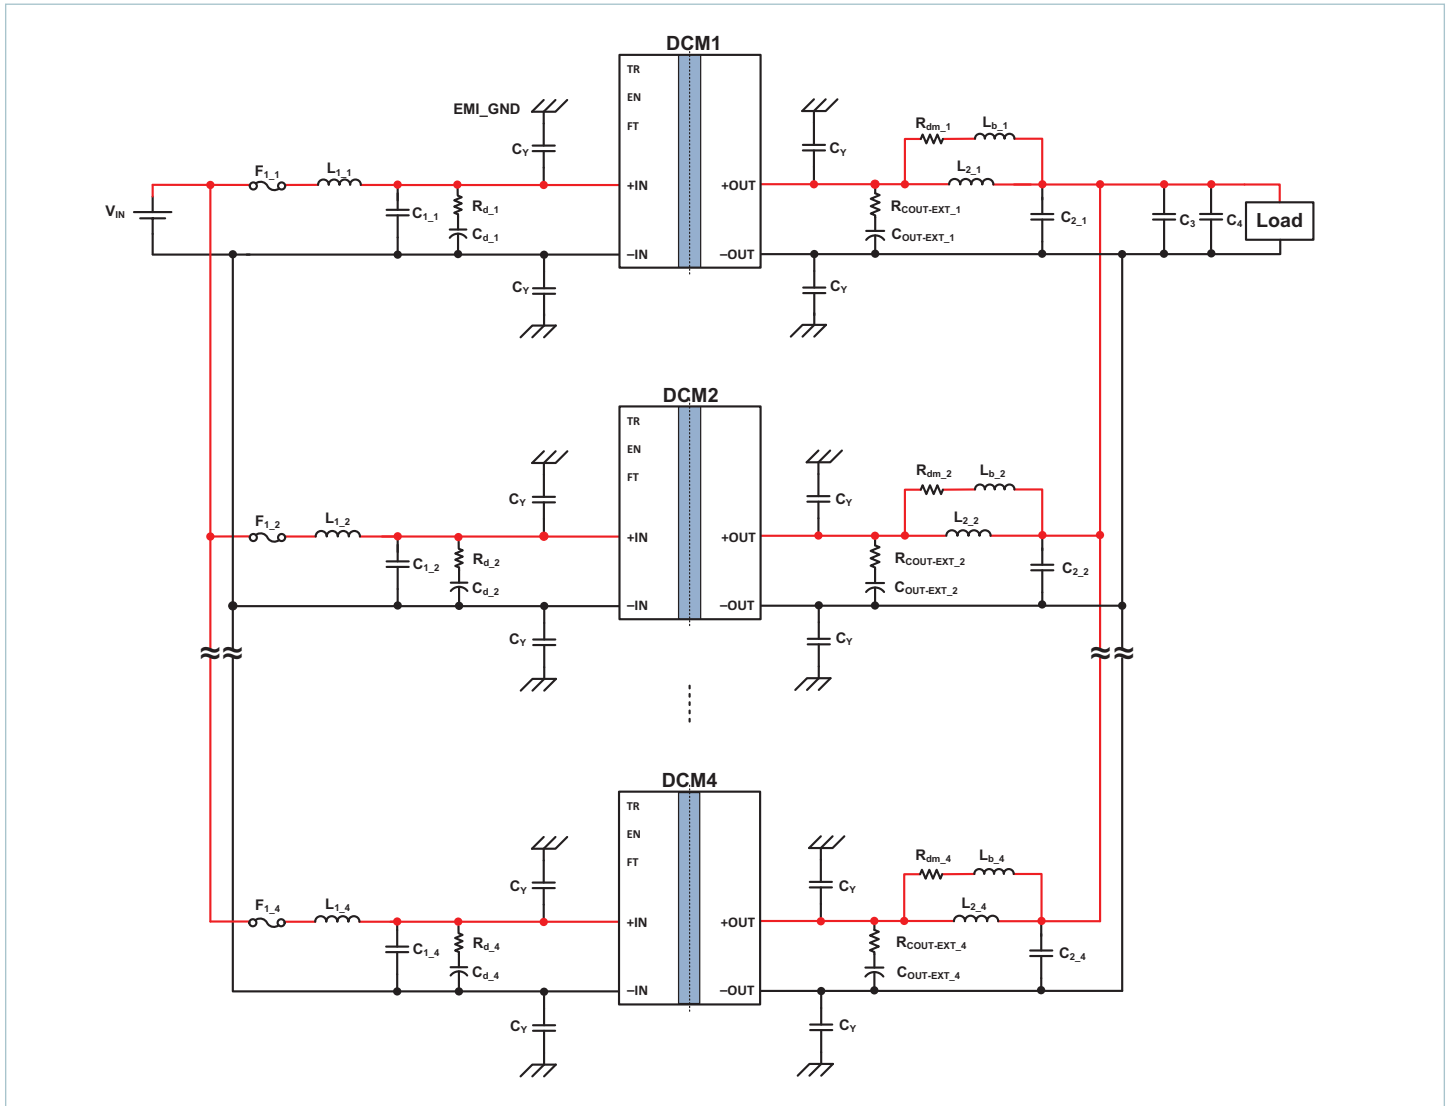 DCM1
TR
EN
FT
+IN
–IN
+OUT
–OUT
EMI_GND
CY
CY
CY
CY
VIN
F1_1
L1_1
C1_1
Rd_1
Cd_1
RCOUT-EXT_1
COUT-EXT_1
Rdm_1
Lb_1
L2_1
C2_1
C3
C4
Load
DCM2
TR
EN
FT
+IN
–IN
+OUT
–OUT
CY
CY
CY
CY
F1_2
L1_2
C1_2
Rd_2
Cd_2
RCOUT-EXT_2
COUT-EXT_2
Rdm_2
Lb_2
L2_2
C2_2
DCM4
TR
EN
FT
+IN
–IN
+OUT
–OUT
CY
CY
CY
CY
F1_4
L1_4
C1_4
Rd_4
Cd_4
RCOUT-EXT_4
COUT-EXT_4
Rdm_4
Lb_4
L2_4
C2_4